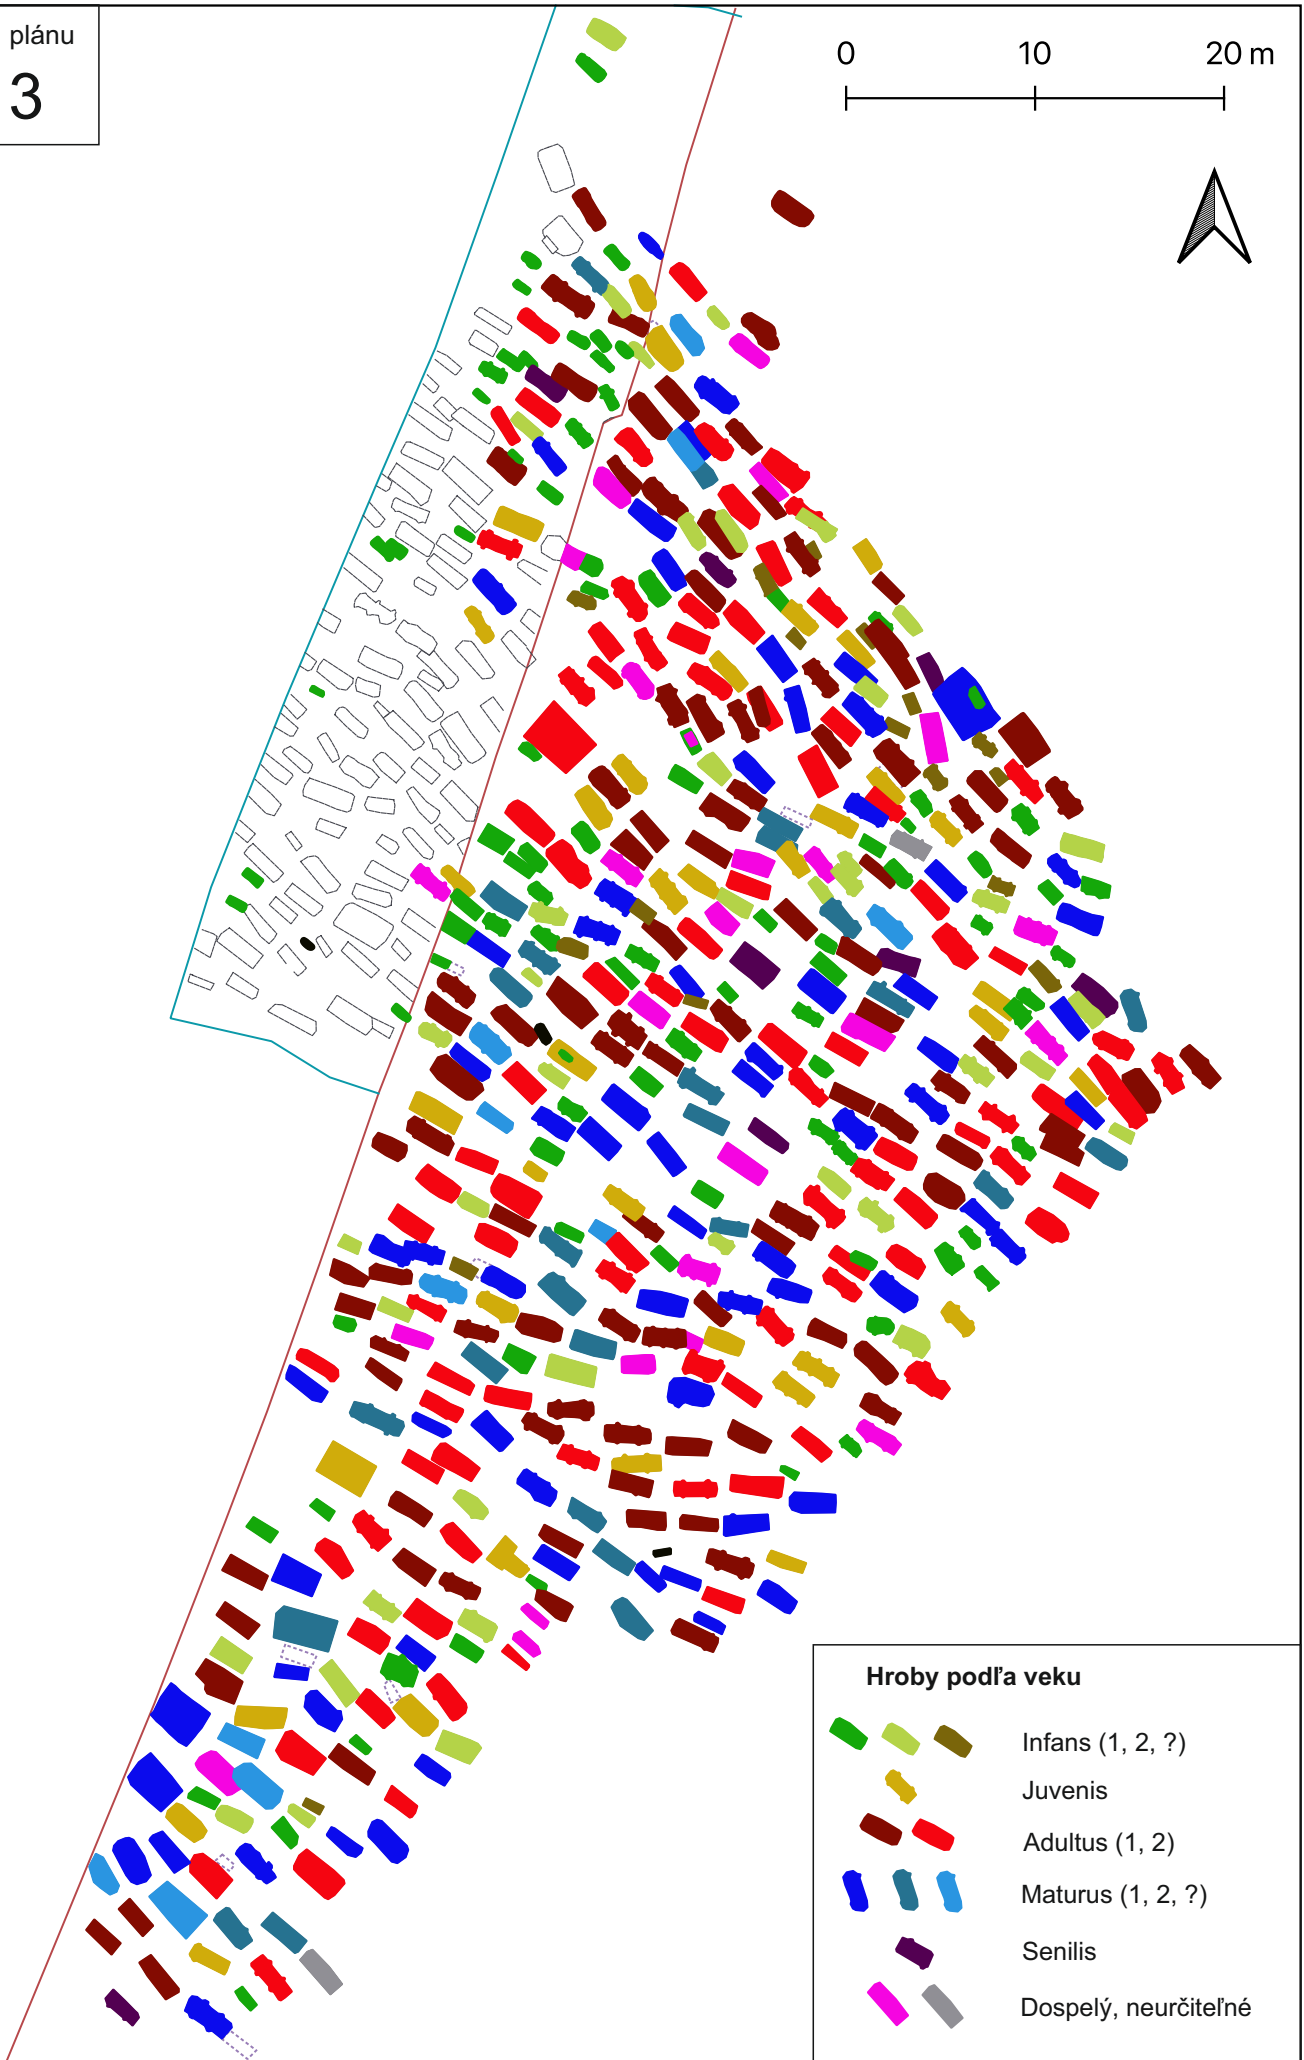 plánu
3
0 10 20 m
Hroby podľa veku
Infans (1, 2, ?)
Juvenis
Adultus (1, 2)
Maturus (1, 2, ?)
Senilis
Dospelý, neurčiteľné